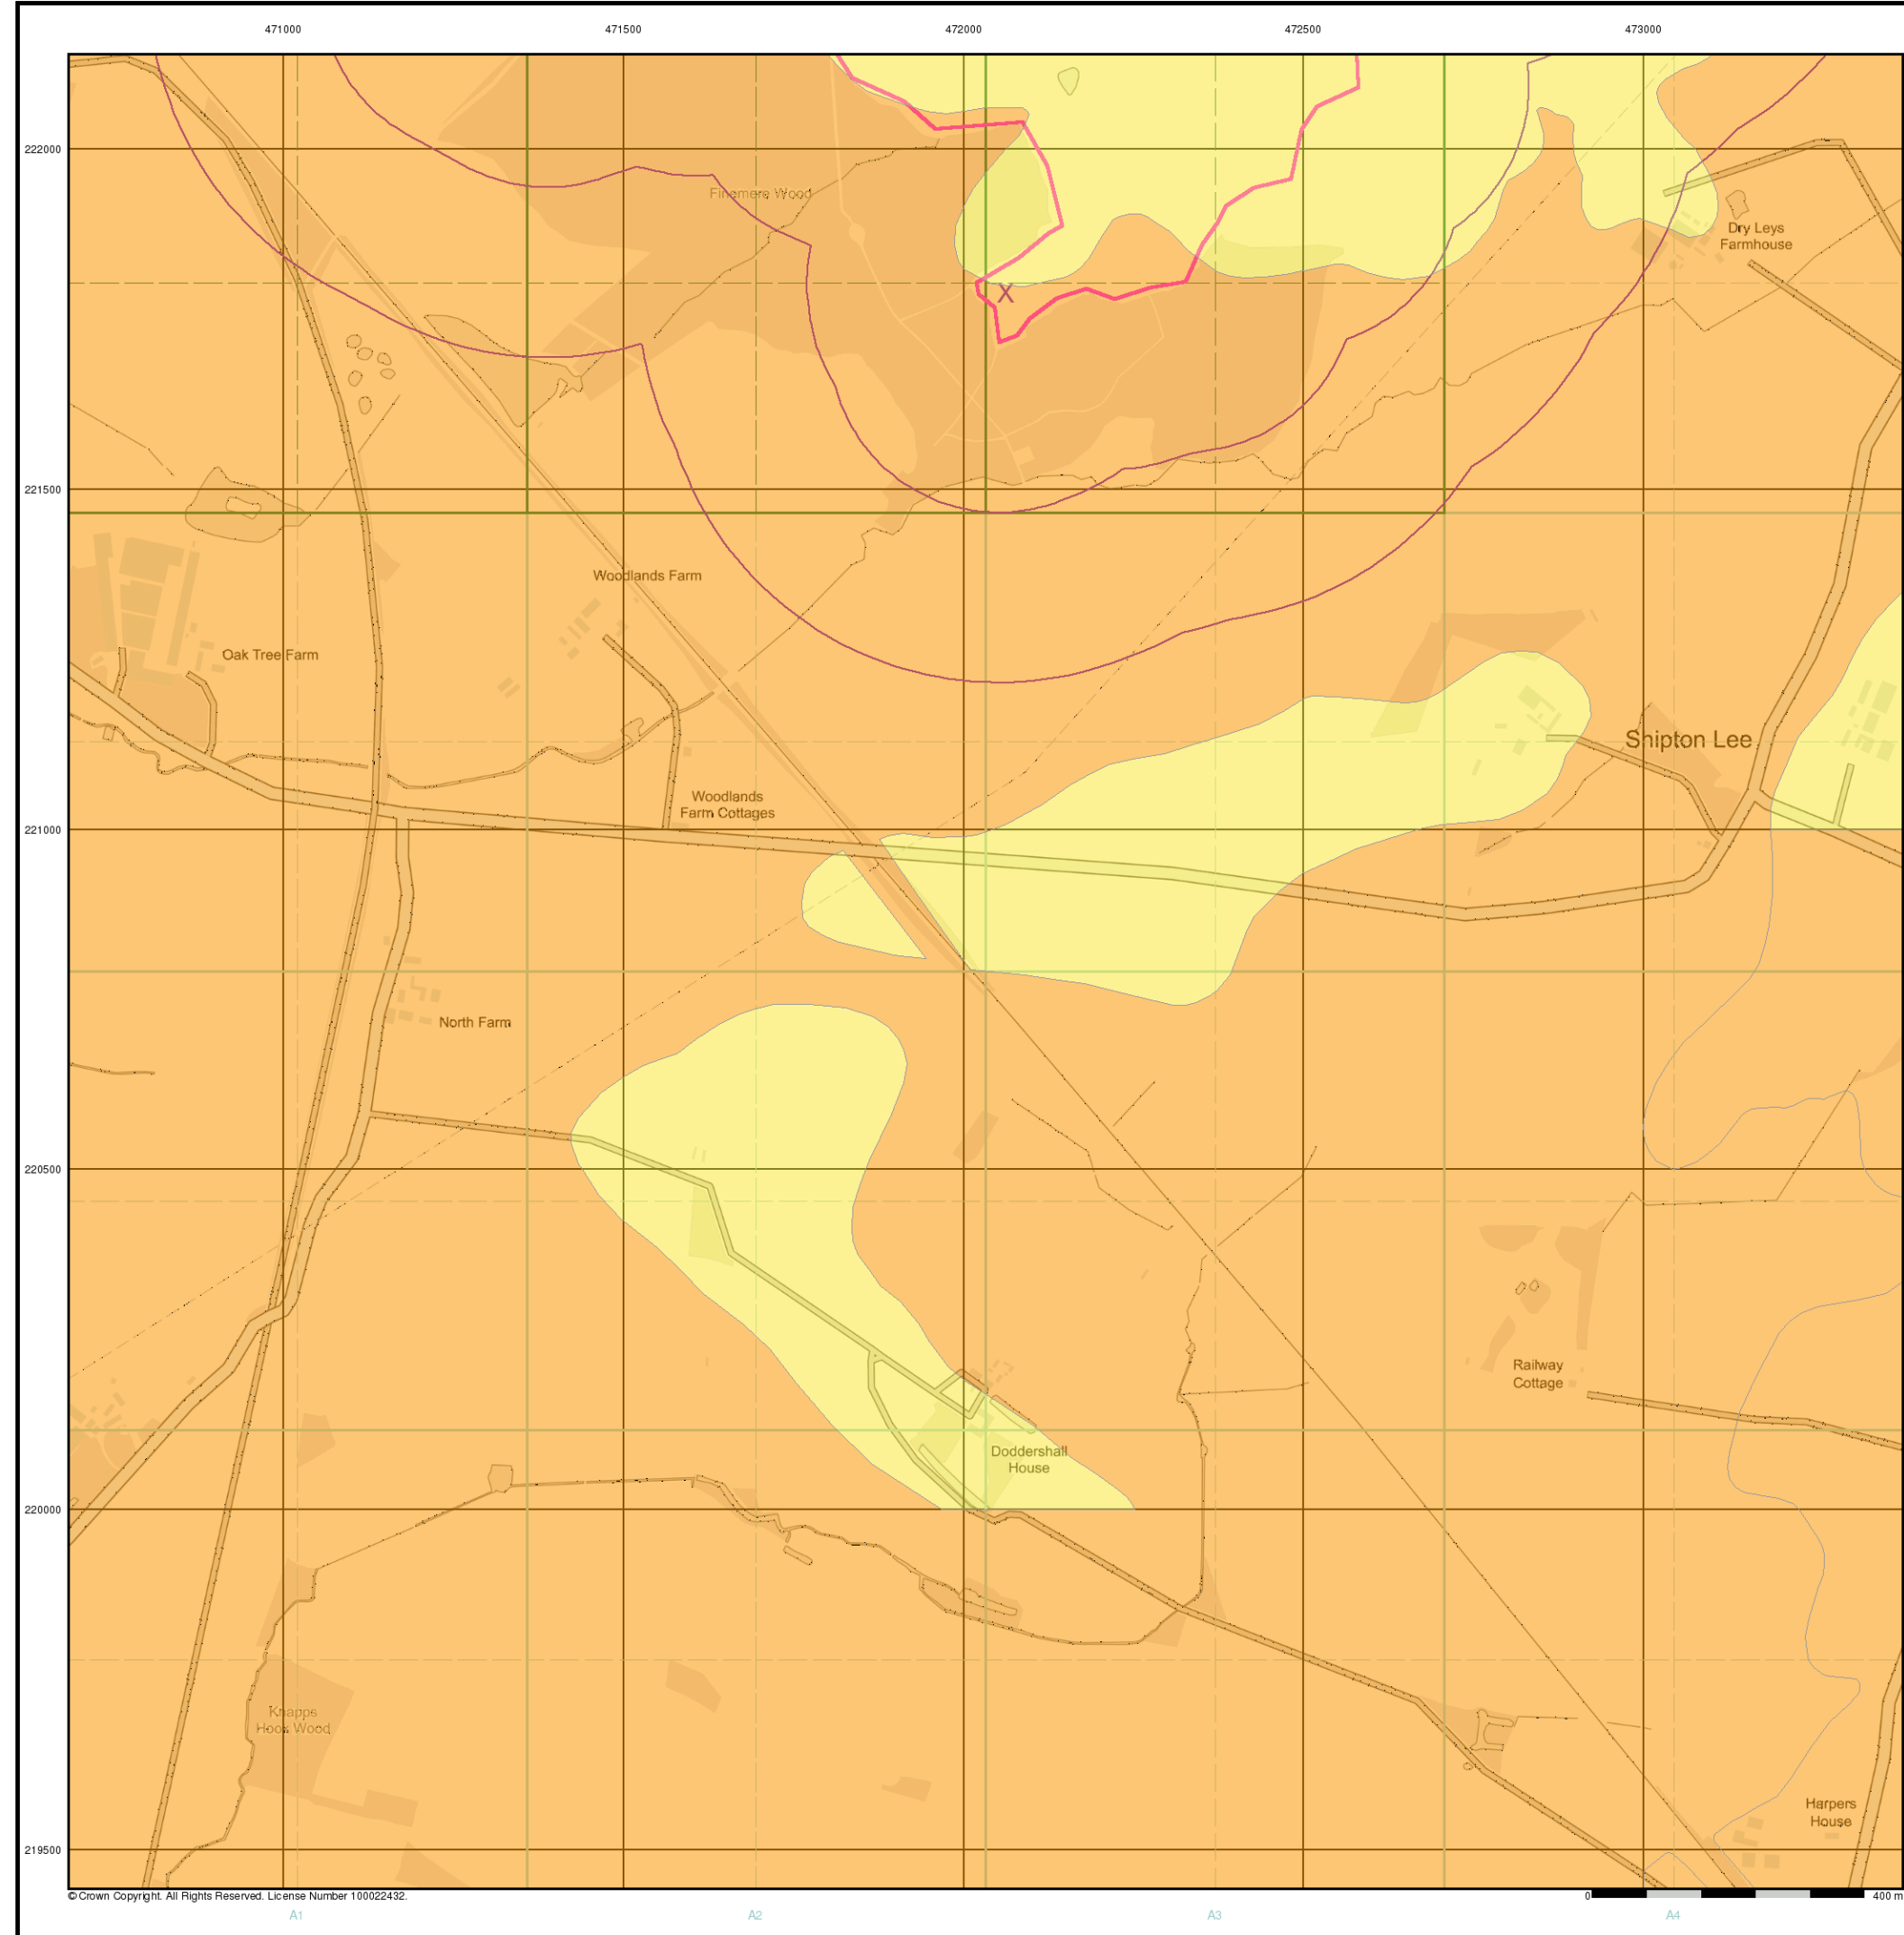 471000 471500 472000 472500 473000
222000
Finemere Wood
Dry Leys
Farmhouse
X
221500
Woodlands Farm
Oak Tree Farm
Shipton Lee
Woodlands
Farm Cottages
221000
North Farm
220500
Railway
Cottage
Doddershall
House
220000
Knapps
Hook Wood
Harpers
House
219500
© Crown Copyright. All Rights Reserved. License Number 100022432.
0 400 m
A1 A2 A3 A4